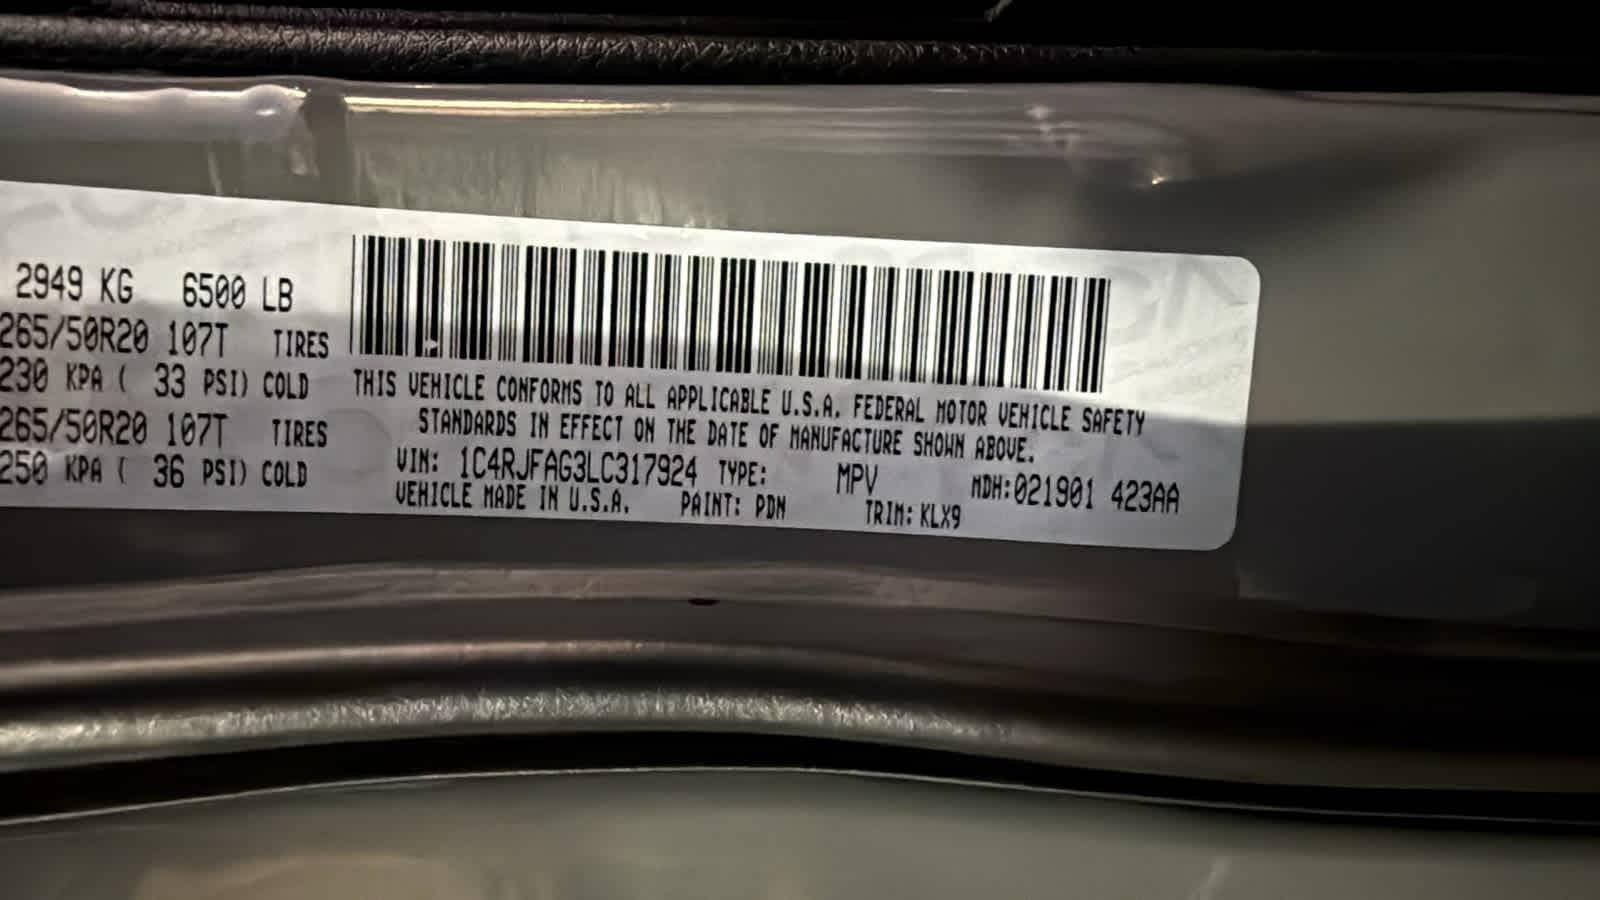 2949 KG 6500 LB
265/50R20 107T TIRES
230 KPA ( 33 PSI) COLD
265/50R20 107T TIRES
250 KPA ( 36 PSI) COLD
THIS VEHICLE CONFORMS TO ALL APPLICABLE U.S.A. FEDERAL MOTOR VEHICLE SAFETY
STANDARDS IN EFFECT ON THE DATE OF MANUFACTURE SHOWN ABOVE.
VIN: 1C4RJFAG3LC317924 TYPE: MPV MDH:021901 423AA
VEHICLE MADE IN U.S.A. PAINT: PDN TRIM: KLX9